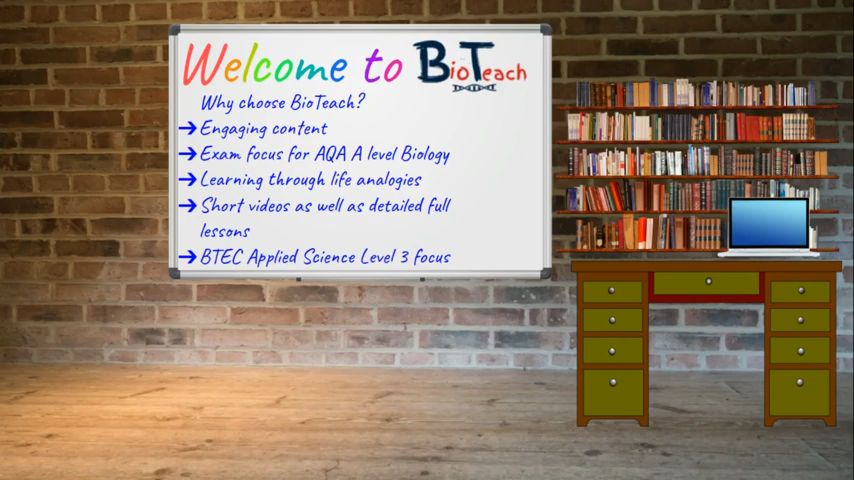 Welcome to BioTeach
Why choose BioTeach?
➔ Engaging content
➔ Exam focus for AQA A level Biology
➔ Learning through life analogies
➔ Short videos as well as detailed full
lessons
➔ BTEC Applied Science Level 3 focus